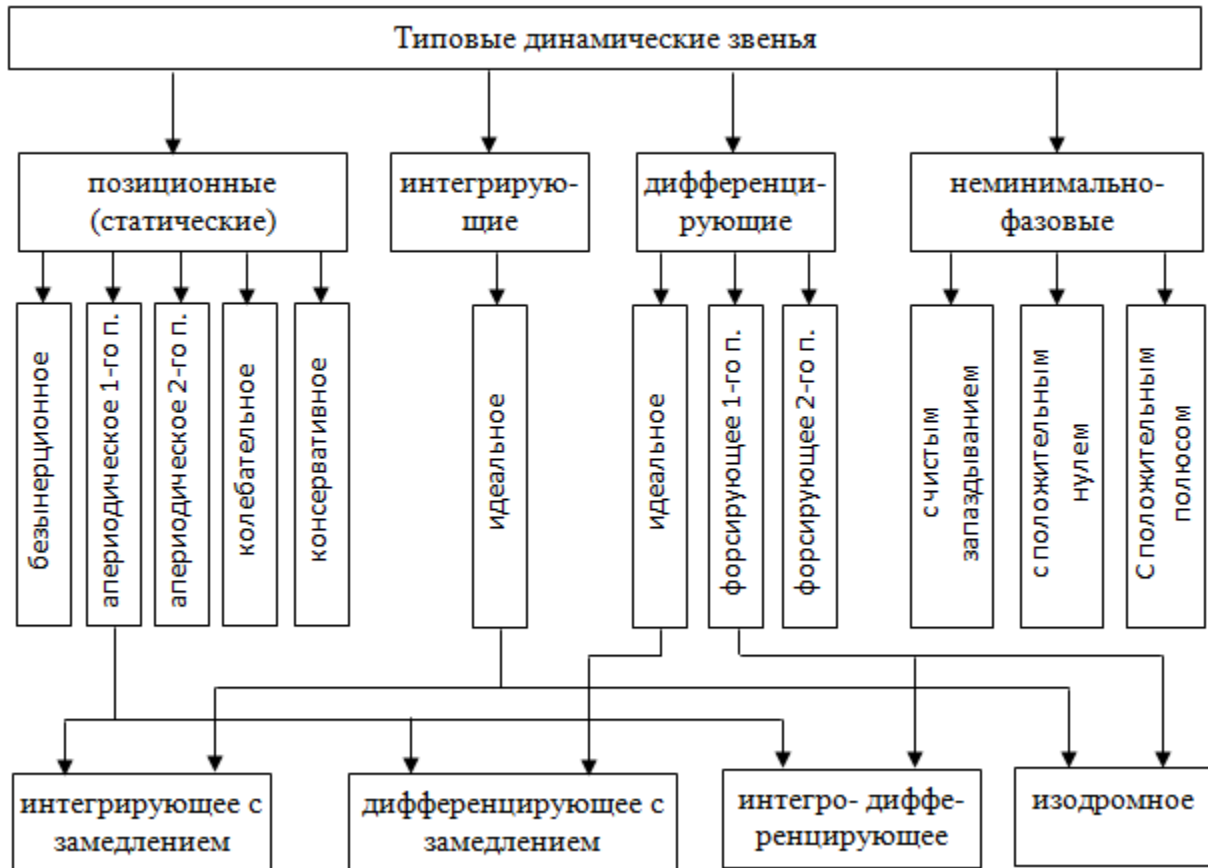 Типовые динамические звенья
позиционные
(статические)
интегрирую-
щие
дифференци-
рующие
неминимально-
фазовые
безынерционное
апериодическое 1-го п.
апериодическое 2-го п.
колебательное
консервативное
идеальное
идеальное
форсирующее 1-го п.
форсирующее 2-го п.
с чистым
запаздыванием
с положительным
нулем
С положительным
полюсом
интегрирующее с
замедлением
дифференцирующее с
замедлением
интегро- диффе-
ренцирующее
изодромное